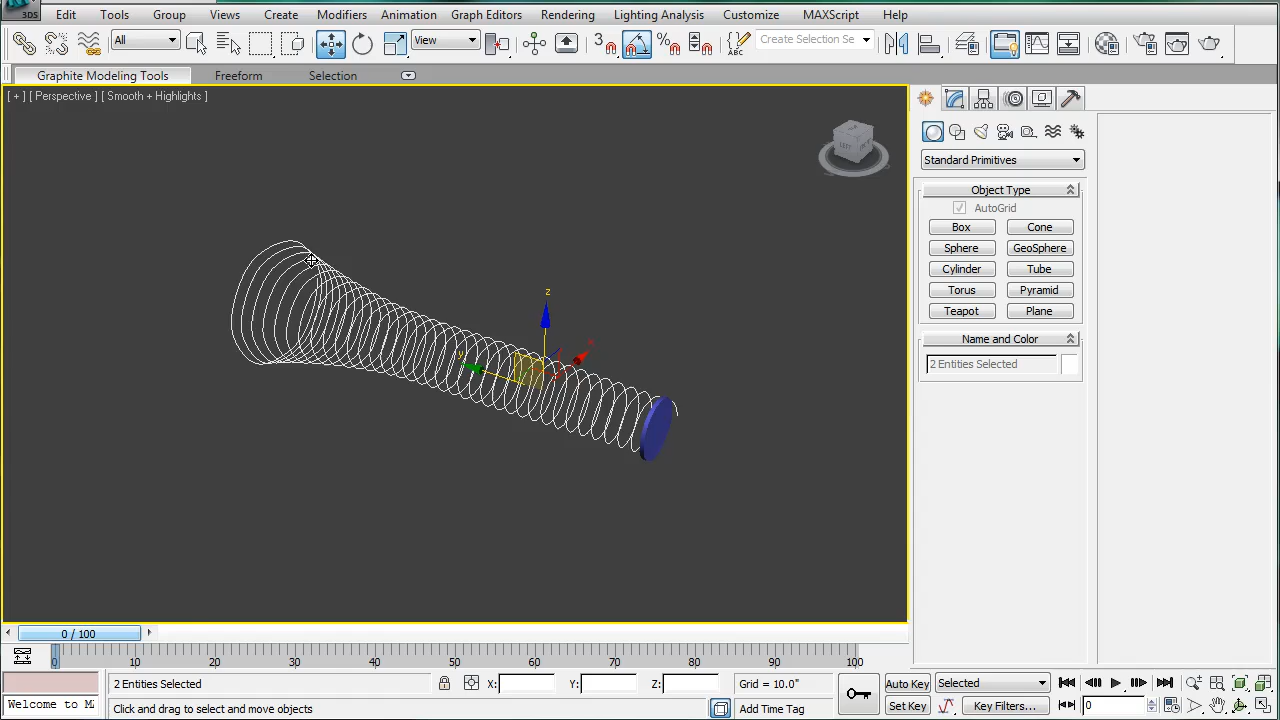 3DS Edit Tools Group Views Create Modifiers Animation Graph Editors Rendering Lighting Analysis Customize MAXScript Help
All View 3 ABC Create Selection Se
Graphite Modeling Tools Freeform Selection
[ + ] [ Perspective ] [ Smooth + Highlights ]
Standard Primitives
Object Type
AutoGrid
Box Cone
Sphere GeoSphere
Cylinder Tube
Torus Pyramid
Teapot Plane
Name and Color
2 Entities Selected
z
x
y
0 / 100
0 10 20 30 40 50 60 70 80 90 100
2 Entities Selected X: Y: Z: Grid = 10.0" Auto Key Selected
Welcome to M Click and drag to select and move objects Add Time Tag Set Key Key Filters... 0